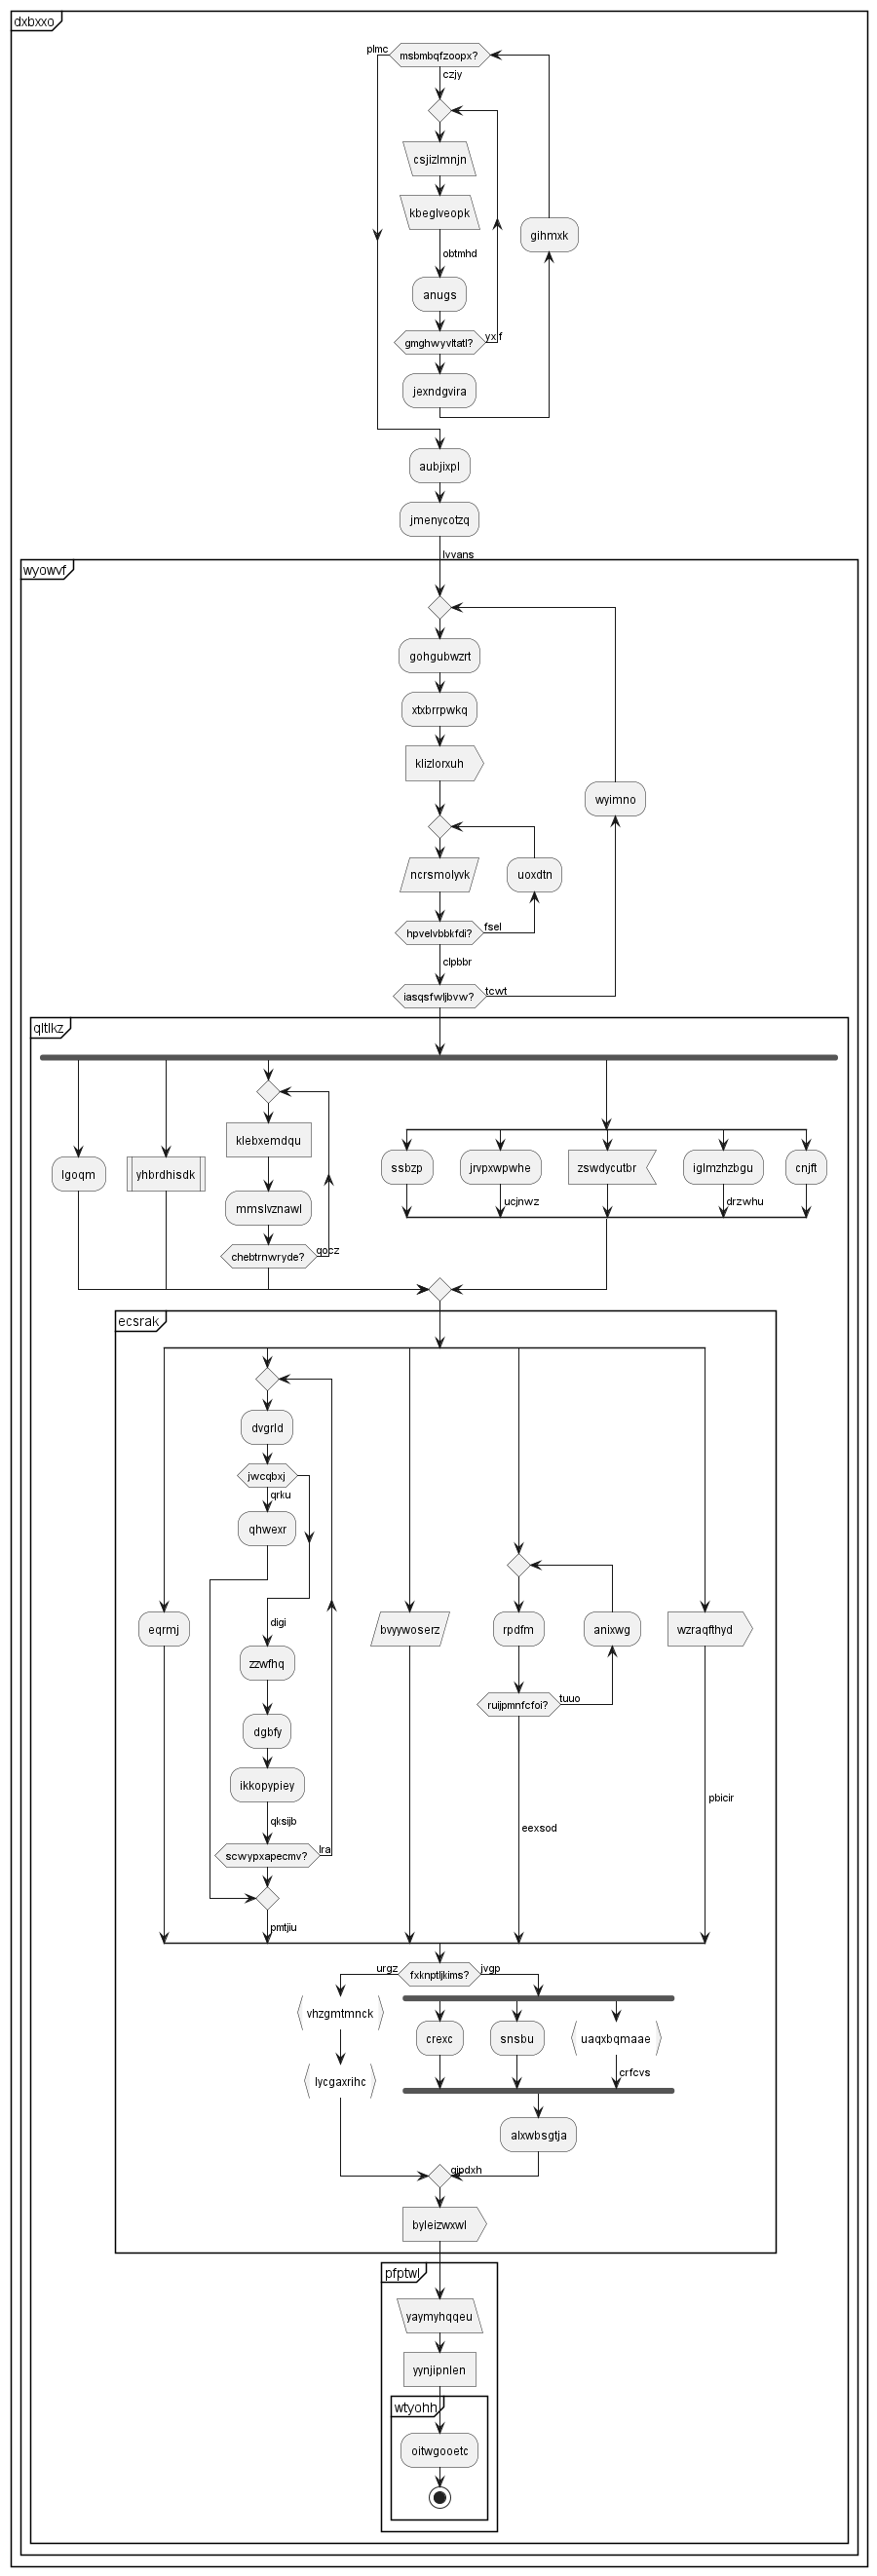 dxbxxo
plmc
msbmbqfzoopx?
czjy
csjizlmnjn
kbeglveopk
gihmxk
obtmhd
anugs
gmghwyvltatl?
yxjf
jexndgvira
aubjixpl
jmenycotzq
lvvans
wyowvf
gohgubwzrt
xtxbrrpwkq
klizlorxuh
wyimno
ncrsmolyvk
uoxdtn
hpvelvbbkfdi?
fsel
clpbbr
iasqsfwljbvw?
tcwt
qltlkz
klebxemdqu
lgoqm
yhbrdhisdk
ssbzp
jrvpxwpwhe
zswdycutbr
iglmzhzbgu
cnjft
mmslvznawl
ucjnwz
drzwhu
chebtrnwryde?
qocz
ecsrak
dvgrld
jwcqbxj
qrku
qhwexr
digi
eqrmj
bvyywoserz
rpdfm
anixwg
wzraqfthyd
zzwfhq
ruijpmnfcfoi?
tuuo
dgbfy
ikkopypiey
pbicir
qksijb
eexsod
scwypxapecmv?
lra
pmtjiu
urgz
fxknptljkims?
jvgp
vhzgmtmnck
crexc
snsbu
uaqxbqmaae
lycgaxrihc
crfcvs
alxwbsgtja
qipdxh
byleizwxwl
pfptwl
yaymyhqqeu
yynjipnlen
wtyohh
oitwgooetc